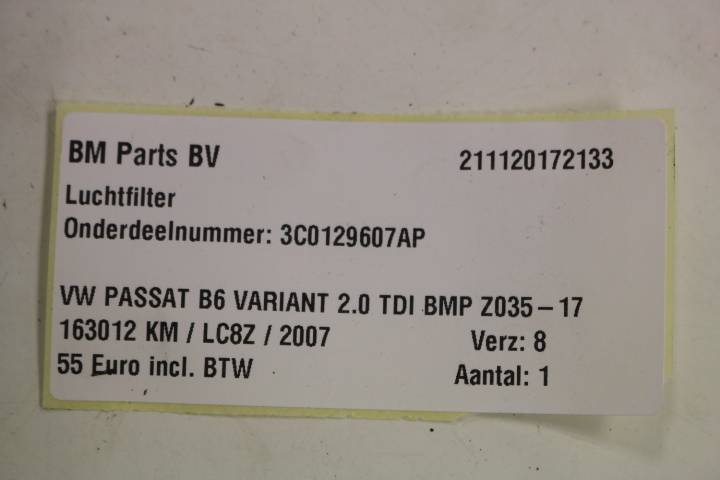 BM Parts BV 211120172133
Luchtfilter
Onderdeelnummer: 3C0129607AP
VW PASSAT B6 VARIANT 2.0 TDI BMP Z035-17
163012 KM / LC8Z / 2007 Verz: 8
55 Euro incl. BTW Aantal: 1